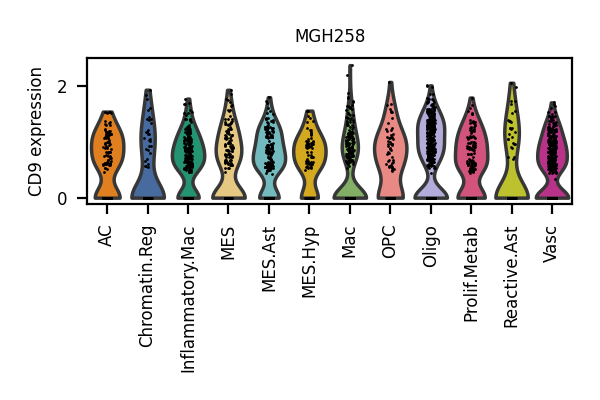 MGH258
CD9 expression
2
0
AC
Chromatin.Reg
Inflammatory.Mac
MES
MES.Ast
MES.Hyp
Mac
OPC
Oligo
Prolif.Metab
Reactive.Ast
Vasc